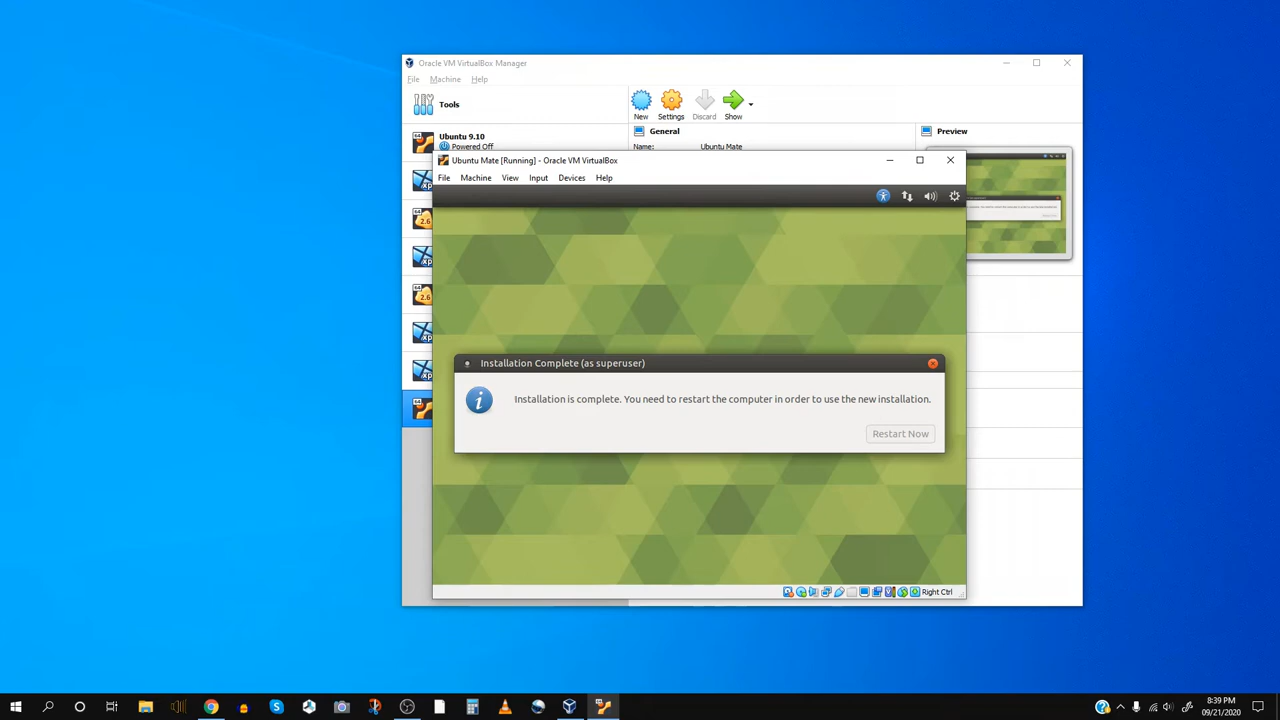 Oracle VM VirtualBox Manager
File Machine Help
Tools
New Settings Discard Show
Ubuntu 9.10
Powered Off
General
Name: Ubuntu Mate
Preview
Ubuntu Mate [Running] - Oracle VM VirtualBox
File Machine View Input Devices Help
Installation Complete (as superuser)
Installation is complete. You need to restart the computer in order to use the new installation.
Restart Now
Right Ctrl
8:39 PM
09/21/2020